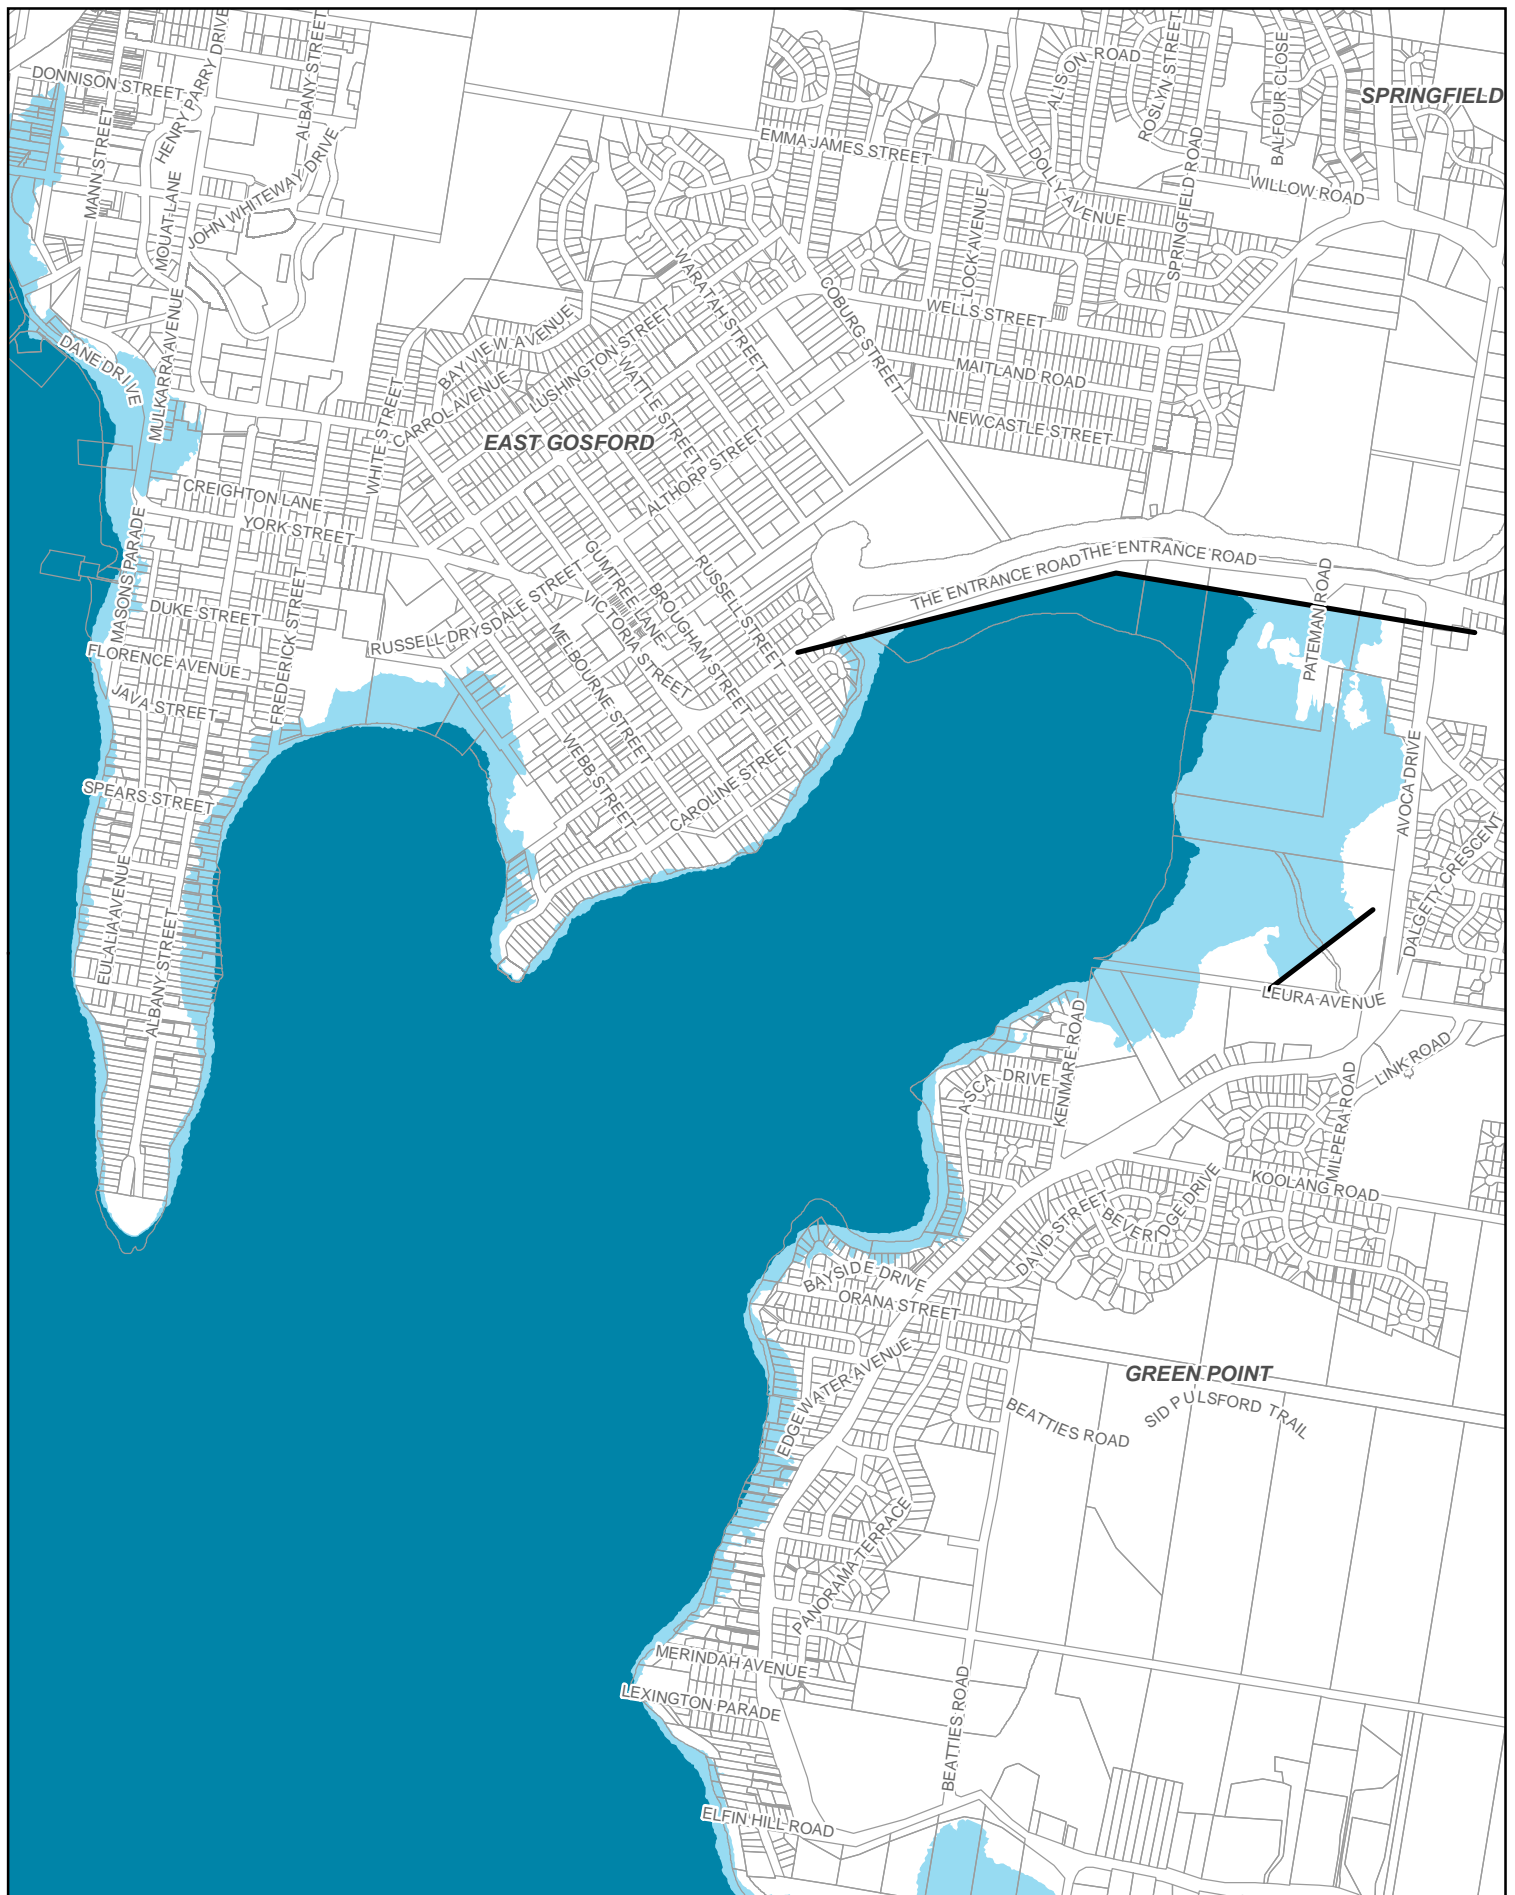 DONNISON STREET
HENRY PARRY DRIVE
ALBANY STREET
MANN STREET
MOUAT LANE
JOHN WHITEWAY DRIVE
ALISON ROAD
ROSLYN STREET
BALFOUR CLOSE
SPRINGFIELD
EMMA JAMES STREET
DOLLY AVENUE
SPRINGFIELD ROAD
WILLOW ROAD
LOCK AVENUE
WARATAH STREET
COBURG STREET
WELLS STREET
MAITLAND ROAD
NEWCASTLE STREET
DANE DRIVE
MULKARRA AVENUE
BAY VIEW AVENUE
CARROL AVENUE
LUSHINGTON STREET
WATTLE STREET
WHITE STREET
EAST GOSFORD
ALTHORP STREET
CREIGHTON LANE
YORK STREET
MASONS PARADE
DUKE STREET
FREDERICK STREET
FLORENCE AVENUE
JAVA STREET
RUSSELL DRYSDALE STREET
GUMTREE LANE
VICTORIA STREET
BROUGHAM STREET
RUSSELL STREET
MELBOURNE STREET
WEBB STREET
CAROLINE STREET
THE ENTRANCE ROAD
THE ENTRANCE ROAD
PATEMAN ROAD
AVOCA DRIVE
DALGETY CRESCENT
SPEARS STREET
EULALIA AVENUE
ALBANY STREET
LEURA AVENUE
LINK ROAD
KENMARE ROAD
ASCA DRIVE
MILPERA ROAD
KOOLANG ROAD
DAVID STREET
BEVERIDGE DRIVE
BAYSIDE DRIVE
ORANA STREET
EDGEWATER AVENUE
GREEN POINT
SID PULSFORD TRAIL
BEATTIES ROAD
PANORAMA TERRACE
MERINDAH AVENUE
LEXINGTON PARADE
BEATTIES ROAD
ELFIN HILL ROAD